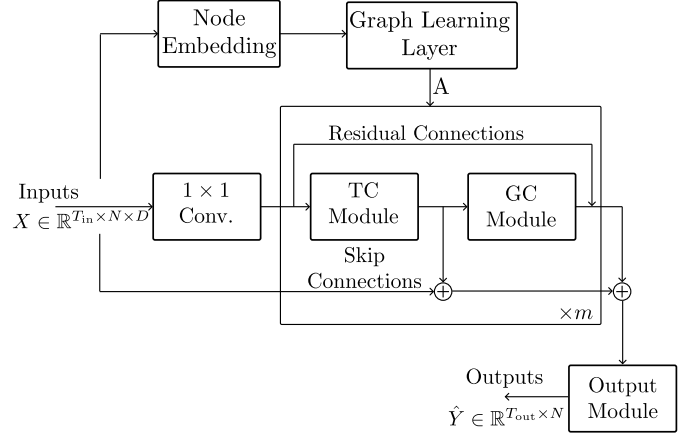 Node
Embedding
Graph Learning
Layer
A
Residual Connections
Inputs
X ∈ ℝ^{T_in×N×D}
1 × 1
Conv.
TC
Module
GC
Module
Skip
Connections
+
+
×m
Outputs
Ŷ ∈ ℝ^{T_out×N}
Output
Module